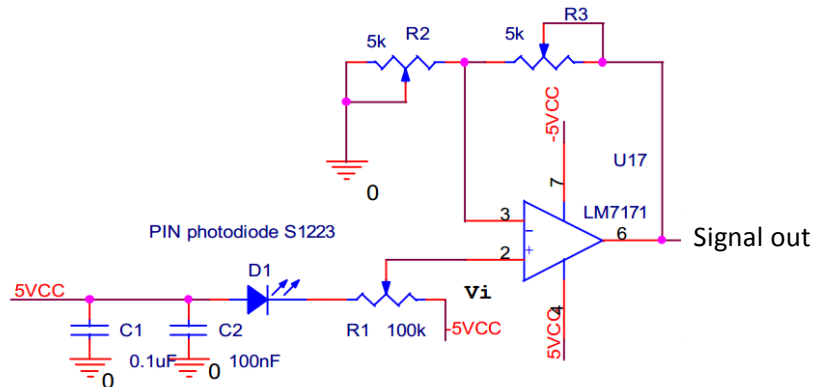 R3
5k
R2
5k
-5VCC
U17
0
7
LM7171
3
-
6
Signal out
PIN photodiode S1223
2
+
D1
Vi
5VCC
4
5VCC
C1
C2
R1
100k
-5VCC
0.1uF
100nF
0
0